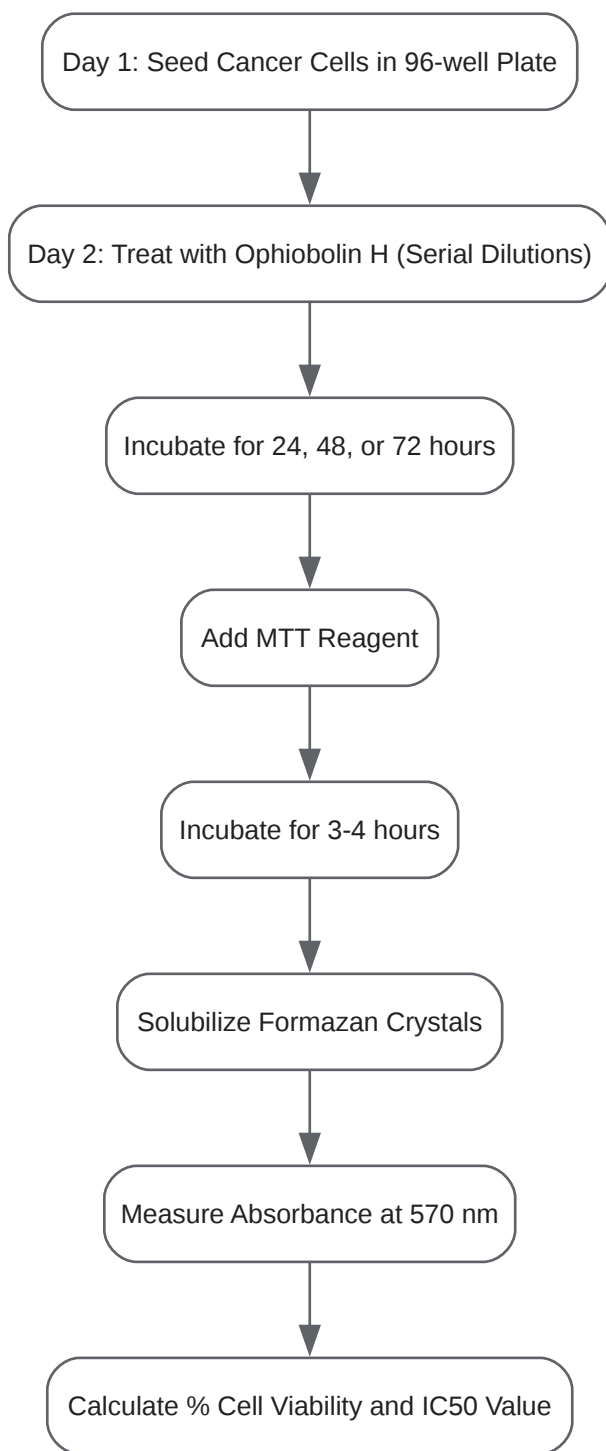 Day 1: Seed Cancer Cells in 96-well Plate
Day 2: Treat with Ophiobolin H (Serial Dilutions)
Incubate for 24, 48, or 72 hours
Add MTT Reagent
Incubate for 3-4 hours
Solubilize Formazan Crystals
Measure Absorbance at 570 nm
Calculate % Cell Viability and IC50 Value